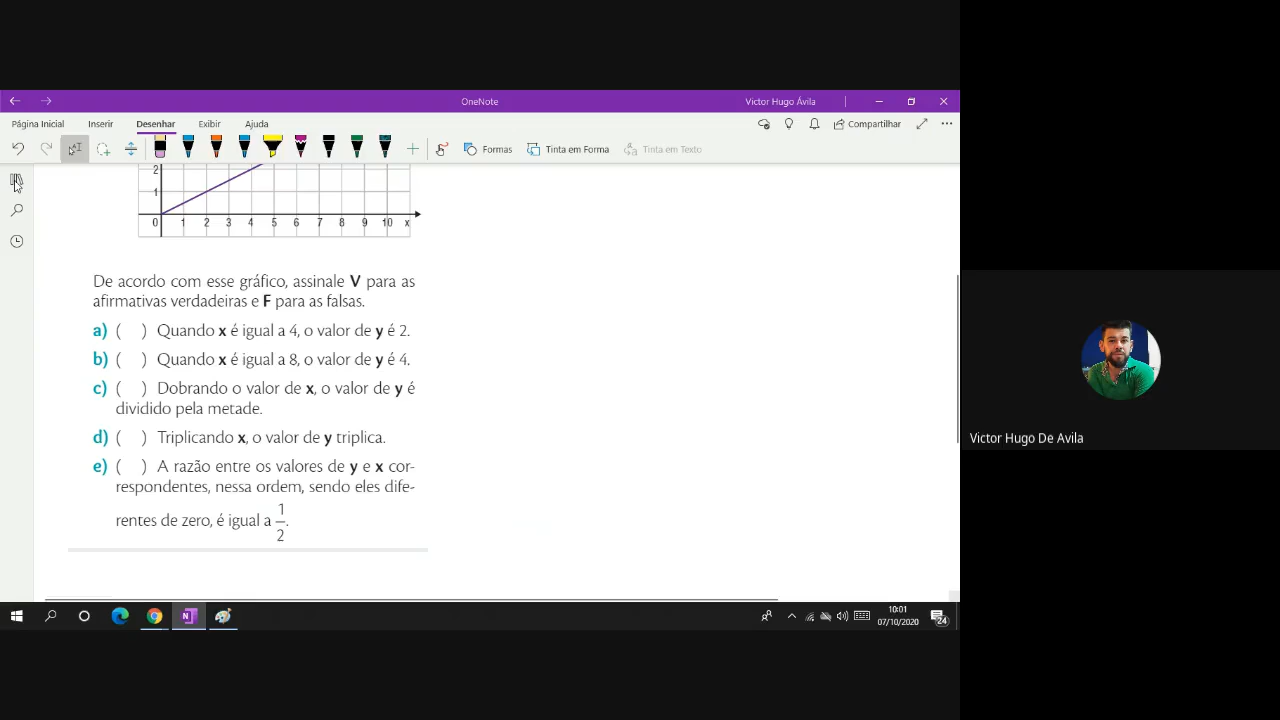 OneNote
Victor Hugo Ávila
Página Inicial Inserir Desenhar Exibir Ajuda
Compartilhar
Formas Tinta em Forma Tinta em Texto
2
1
0 1 2 3 4 5 6 7 8 9 10 x
De acordo com esse gráfico, assinale V para as
afirmativas verdadeiras e F para as falsas.
a) ( ) Quando x é igual a 4, o valor de y é 2.
b) ( ) Quando x é igual a 8, o valor de y é 4.
c) ( ) Dobrando o valor de x, o valor de y é
dividido pela metade.
d) ( ) Triplicando x, o valor de y triplica.
e) ( ) A razão entre os valores de y e x cor-
respondentes, nessa ordem, sendo eles dife-
rentes de zero, é igual a 1/2.
Victor Hugo De Avila
10:01
07/10/2020
24